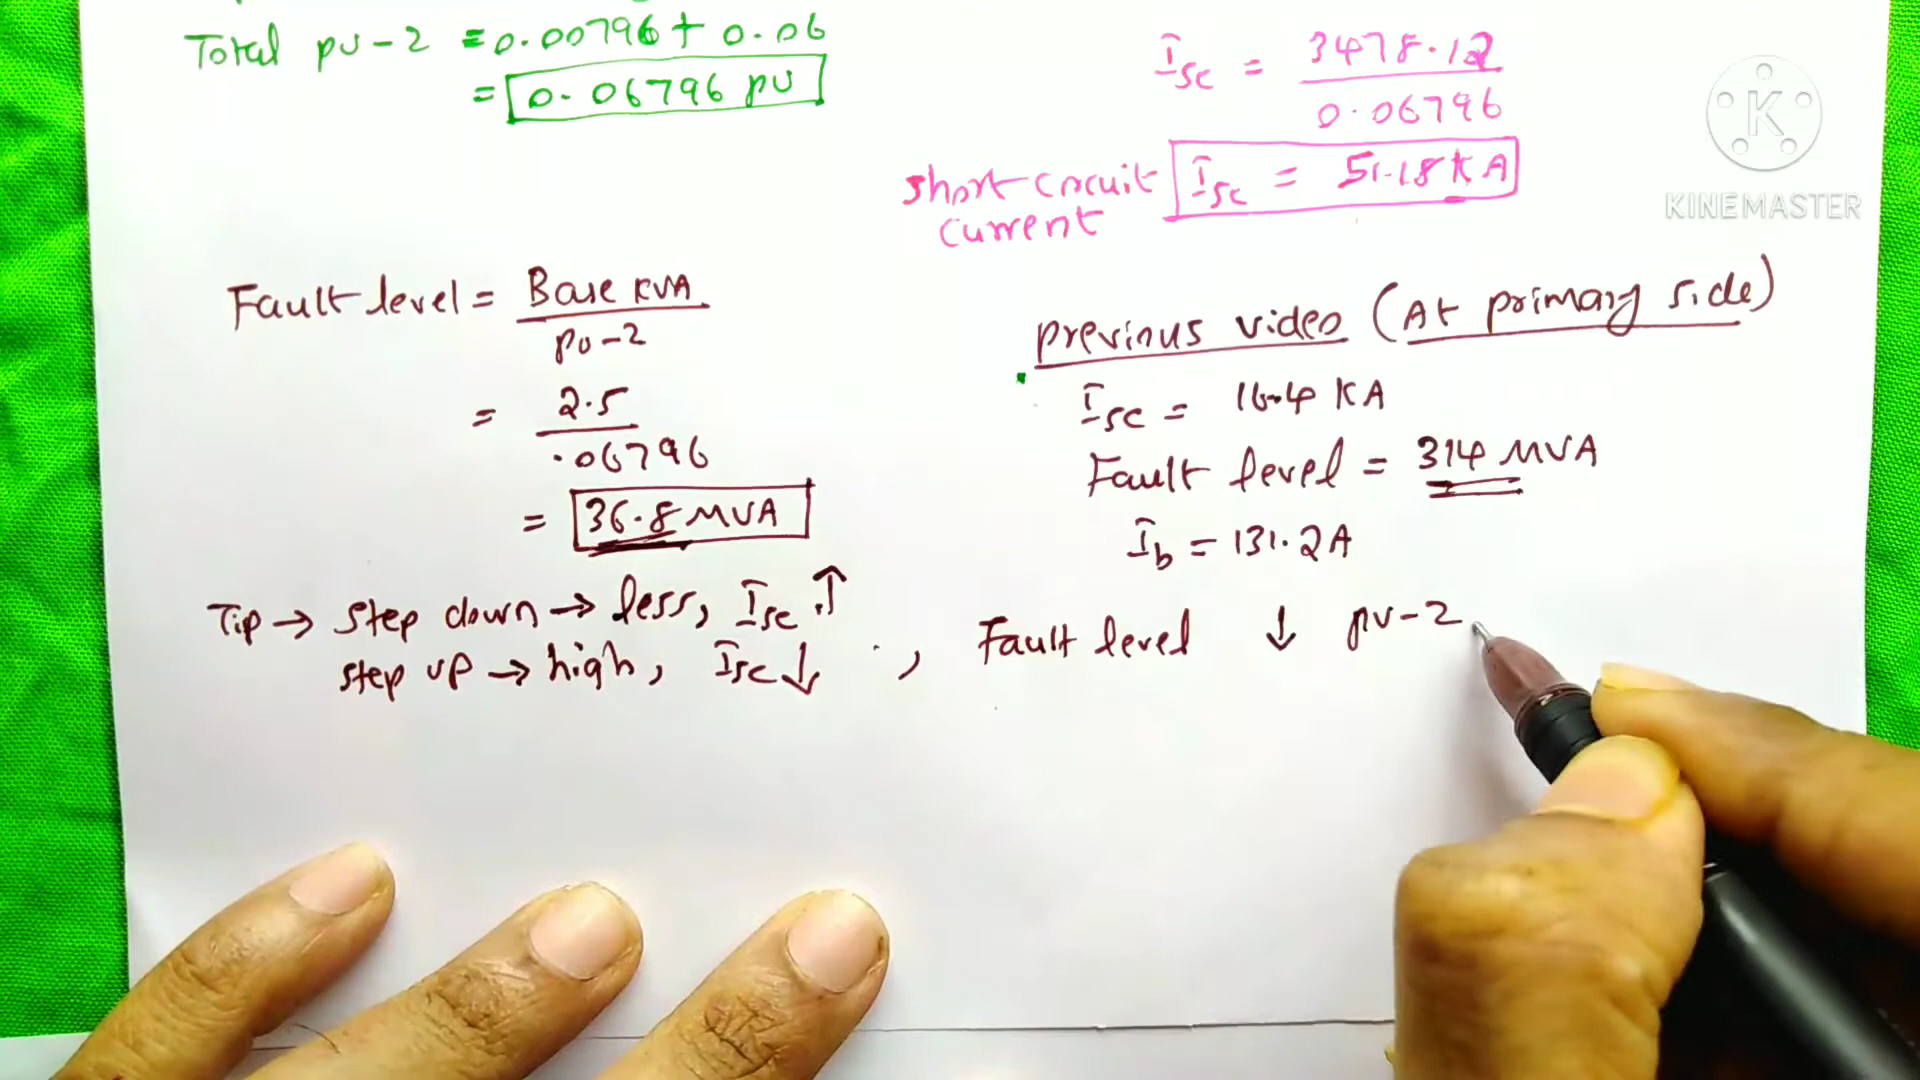 Total pu-2 = 0.00796 + 0.06
= 0.06796 pu
Isc = 3478.12
0.06796
short circuit Isc = 51.18 KA
current
K
KINEMASTER
Fault level = Base KVA
pu-2
= 2.5
.06796
= 36.8 MVA
previous video (At primary side)
Isc = 16.4 KA
Fault level = 314 MVA
Ib = 131.2A
Tip → step down → less, Isc ↑
step up → high, Isc ↓ , Fault level ↓ pu-2